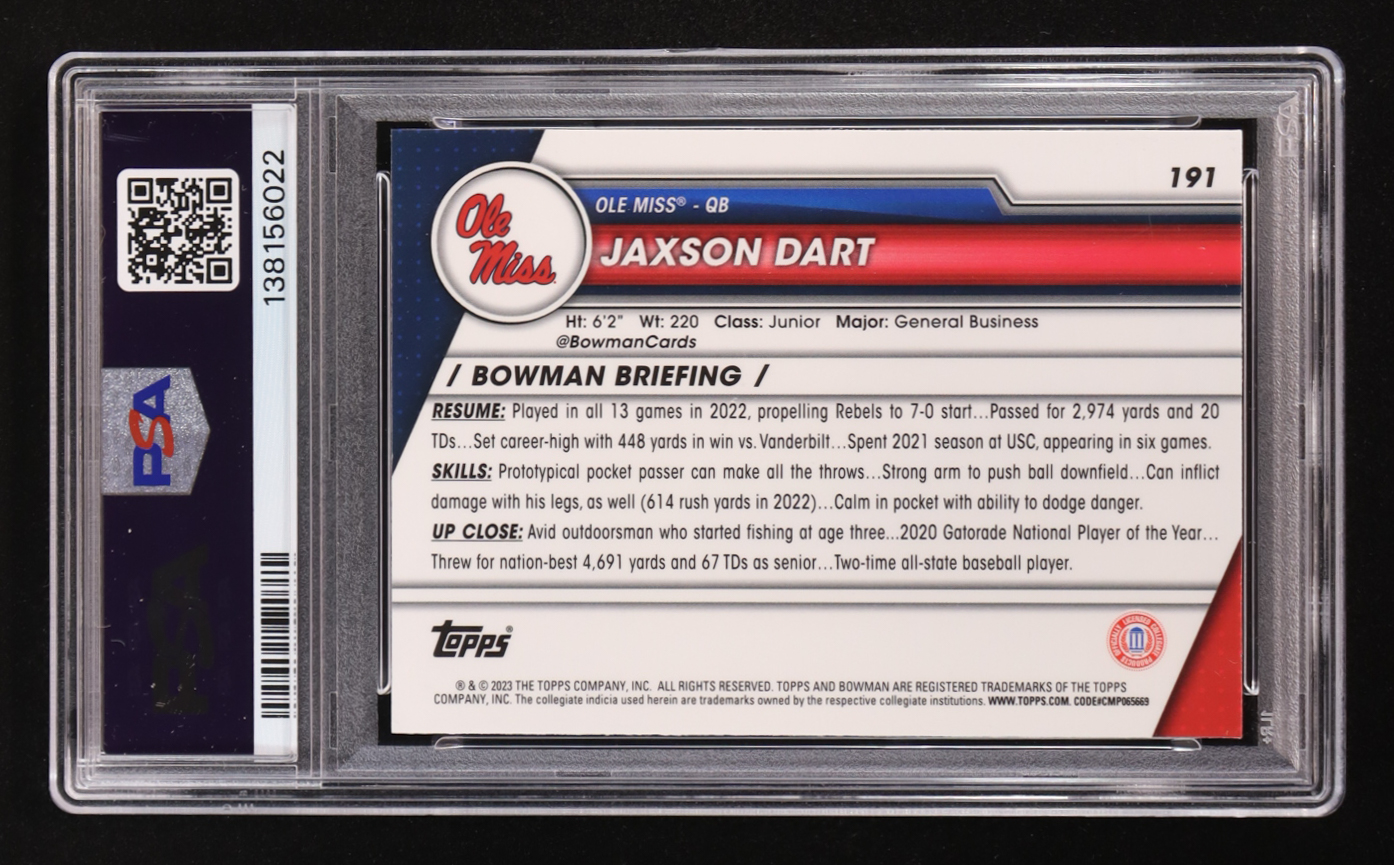 138156022
PSA
191
Ole
Miss
OLE MISS® - QB
JAXSON DART
Ht: 6'2" Wt: 220 Class: Junior Major: General Business
@BowmanCards
/ BOWMAN BRIEFING /
RESUME: Played in all 13 games in 2022, propelling Rebels to 7-0 start...Passed for 2,974 yards and 20
TDs...Set career-high with 448 yards in win vs. Vanderbilt...Spent 2021 season at USC, appearing in six games.
SKILLS: Prototypical pocket passer can make all the throws...Strong arm to push ball downfield...Can inflict
damage with his legs, as well (614 rush yards in 2022)...Calm in pocket with ability to dodge danger.
UP CLOSE: Avid outdoorsman who started fishing at age three...2020 Gatorade National Player of the Year...
Threw for nation-best 4,691 yards and 67 TDs as senior...Two-time all-state baseball player.
topps®
OFFICIALLY LICENSED COLLEGIATE PRODUCTS
® & © 2023 THE TOPPS COMPANY, INC. ALL RIGHTS RESERVED. TOPPS AND BOWMAN ARE REGISTERED TRADEMARKS OF THE TOPPS
COMPANY, INC. The collegiate indicia used herein are trademarks owned by the respective collegiate institutions. WWW.TOPPS.COM. CODE#CMP065669